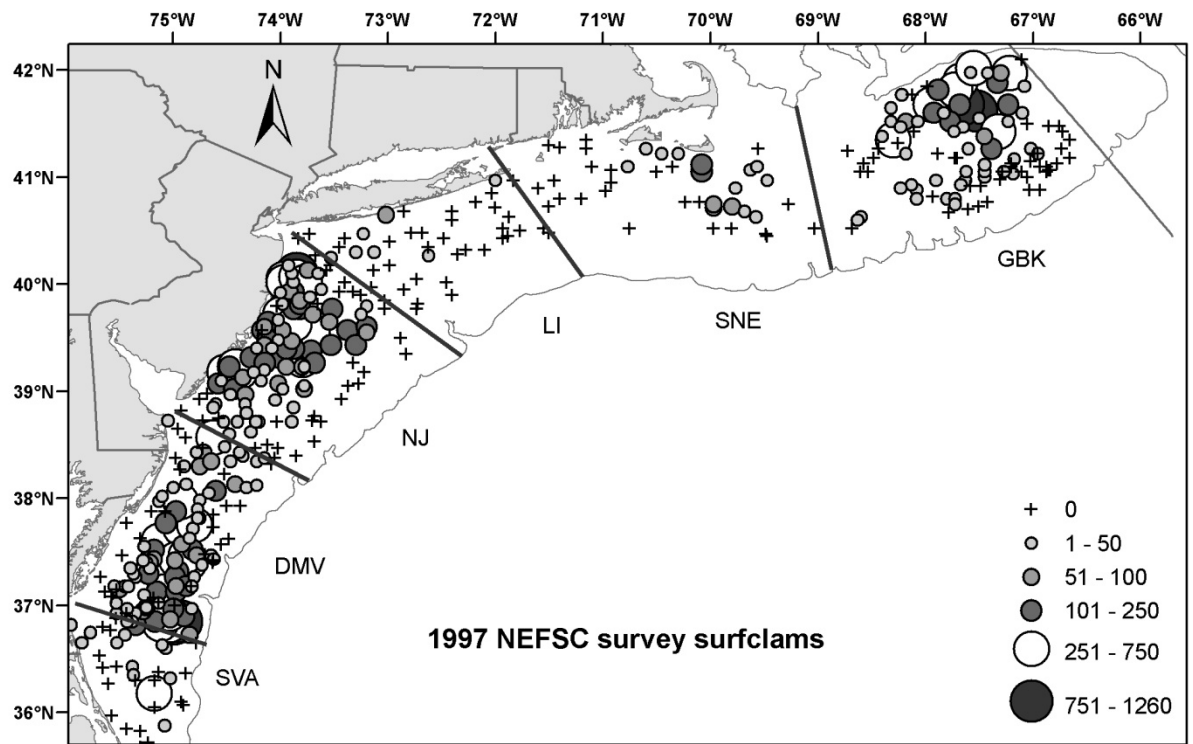 75°W 74°W 73°W 72°W 71°W 70°W 69°W 68°W 67°W 66°W
42°N
N
41°N
GBK
40°N
LI
SNE
39°N
NJ
38°N
0
DMV
1 - 50
51 - 100
37°N
101 - 250
1997 NEFSC survey surfclams
251 - 750
SVA
751 - 1260
36°N